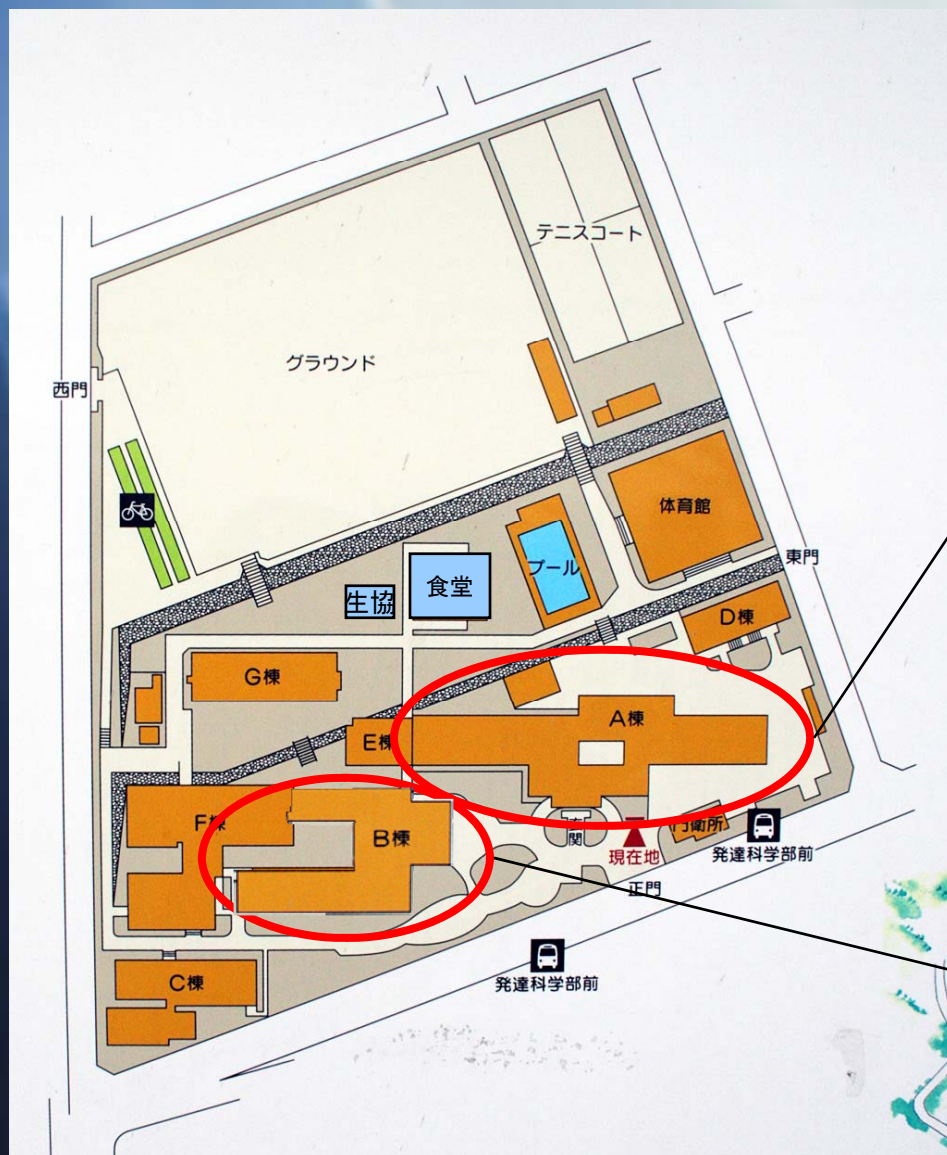 テニスコート
グラウンド
西門
体育館
東門
プール
食堂
生協
D棟
G棟
A棟
E棟
F棟
B棟
玄関
門衛所
現在地
発達科学部前
正門
発達科学部前
C棟